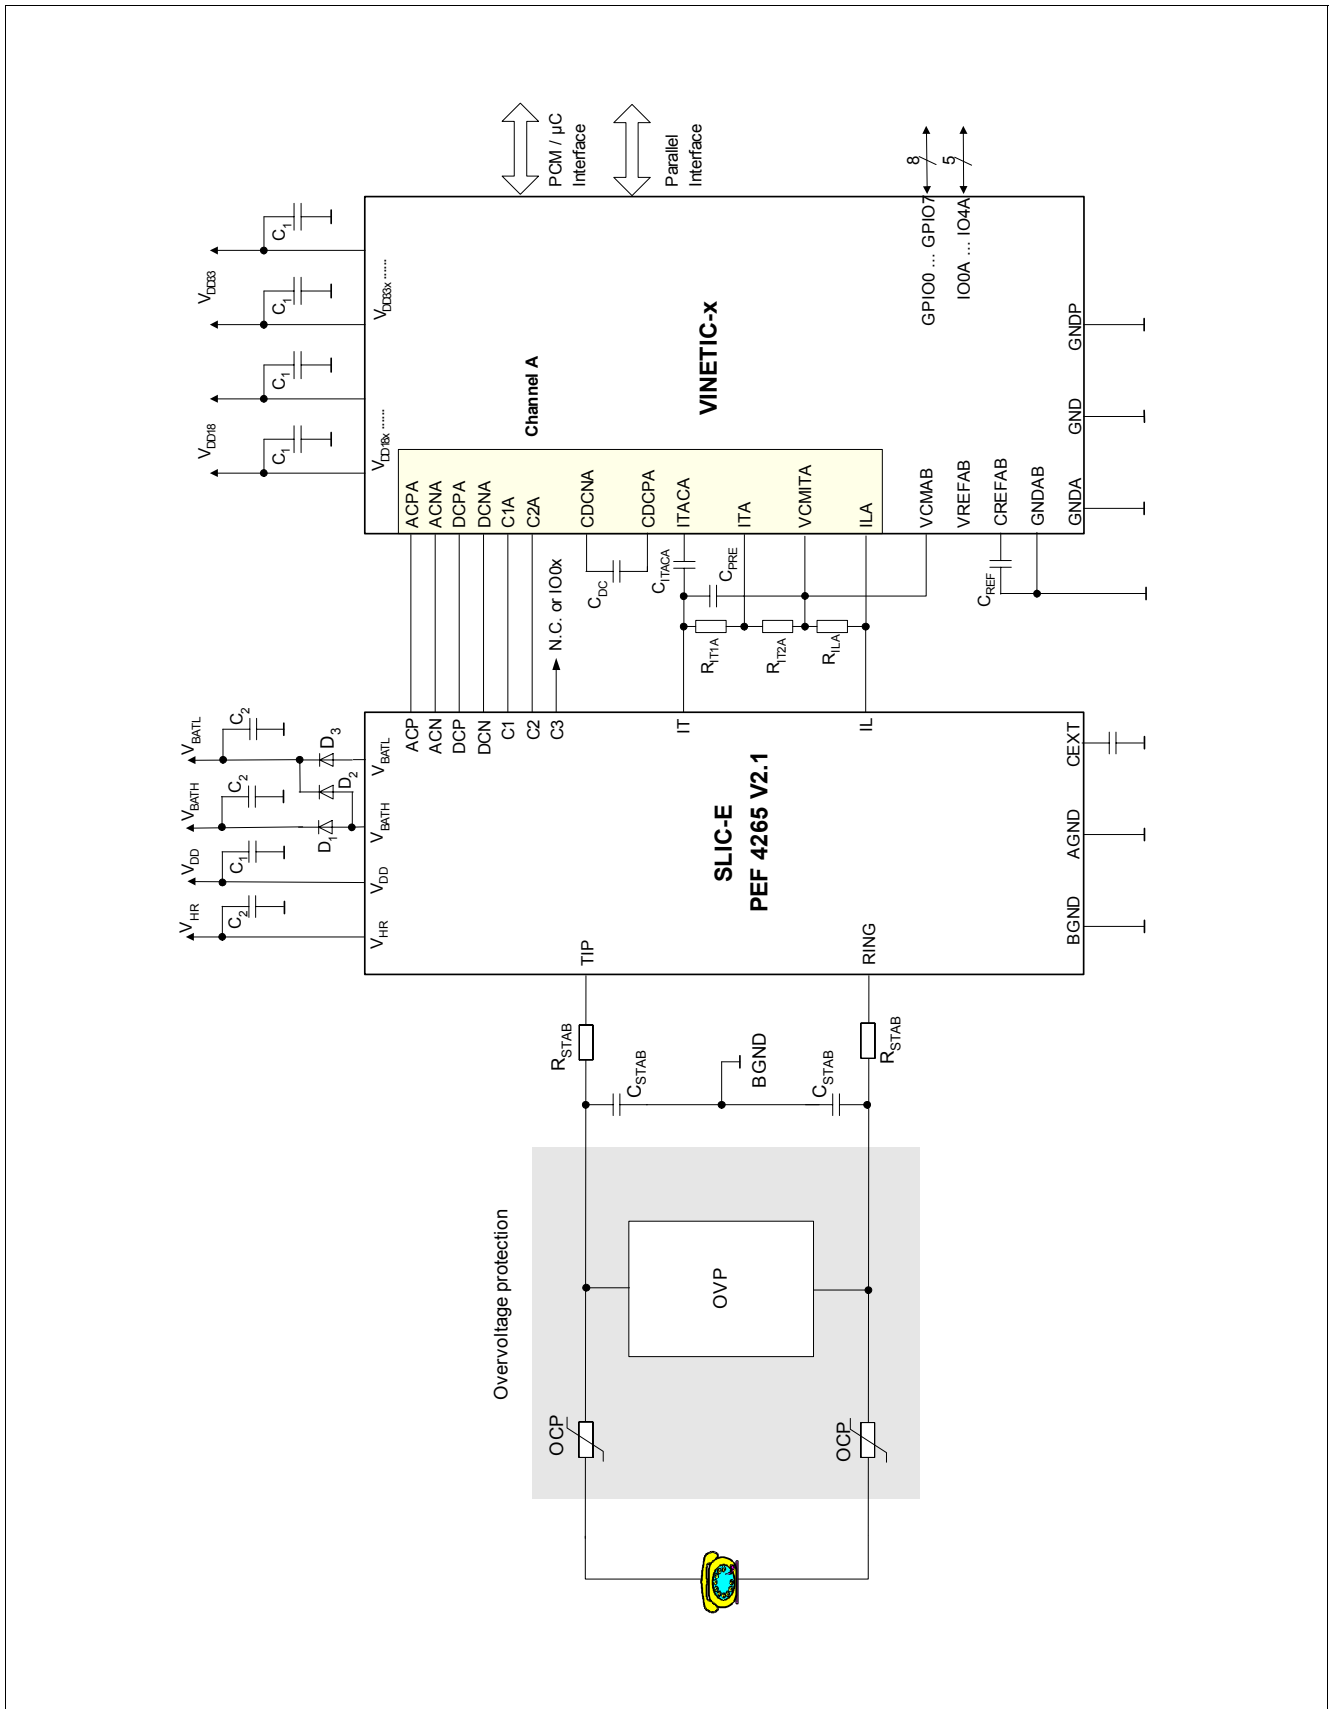 PCM / µC
Interface
Parallel
Interface
8
5
C1
C1
C1
C1
VDD33
VDD18
VDD33x ......
VDD18x ......
GPIO0 ... GPIO7
IO0A ... IO4A
VINETIC-x
Channel A
ACPA
ACNA
DCPA
DCNA
C1A
C2A
CDCNA
CDCPA
ITACA
ITA
VCMITA
ILA
VCMAB
VREFAB
CREFAB
GNDAB
GNDA
GND
GNDP
CDC
CITACA
CPRE
CREF
RIT1A
RIT2A
RILA
N.C. or IO0x
VBATL
VBATH
VDD
VHR
C2
C2
C1
C2
D3
D2
D1
VBATL
VBATH
VDD
VHR
ACP
ACN
DCP
DCN
C1
C2
C3
IT
IL
CEXT
AGND
BGND
SLIC-E
PEF 4265 V2.1
TIP
RING
RSTAB
RSTAB
CSTAB
CSTAB
BGND
Overvoltage protection
OVP
OCP
OCP